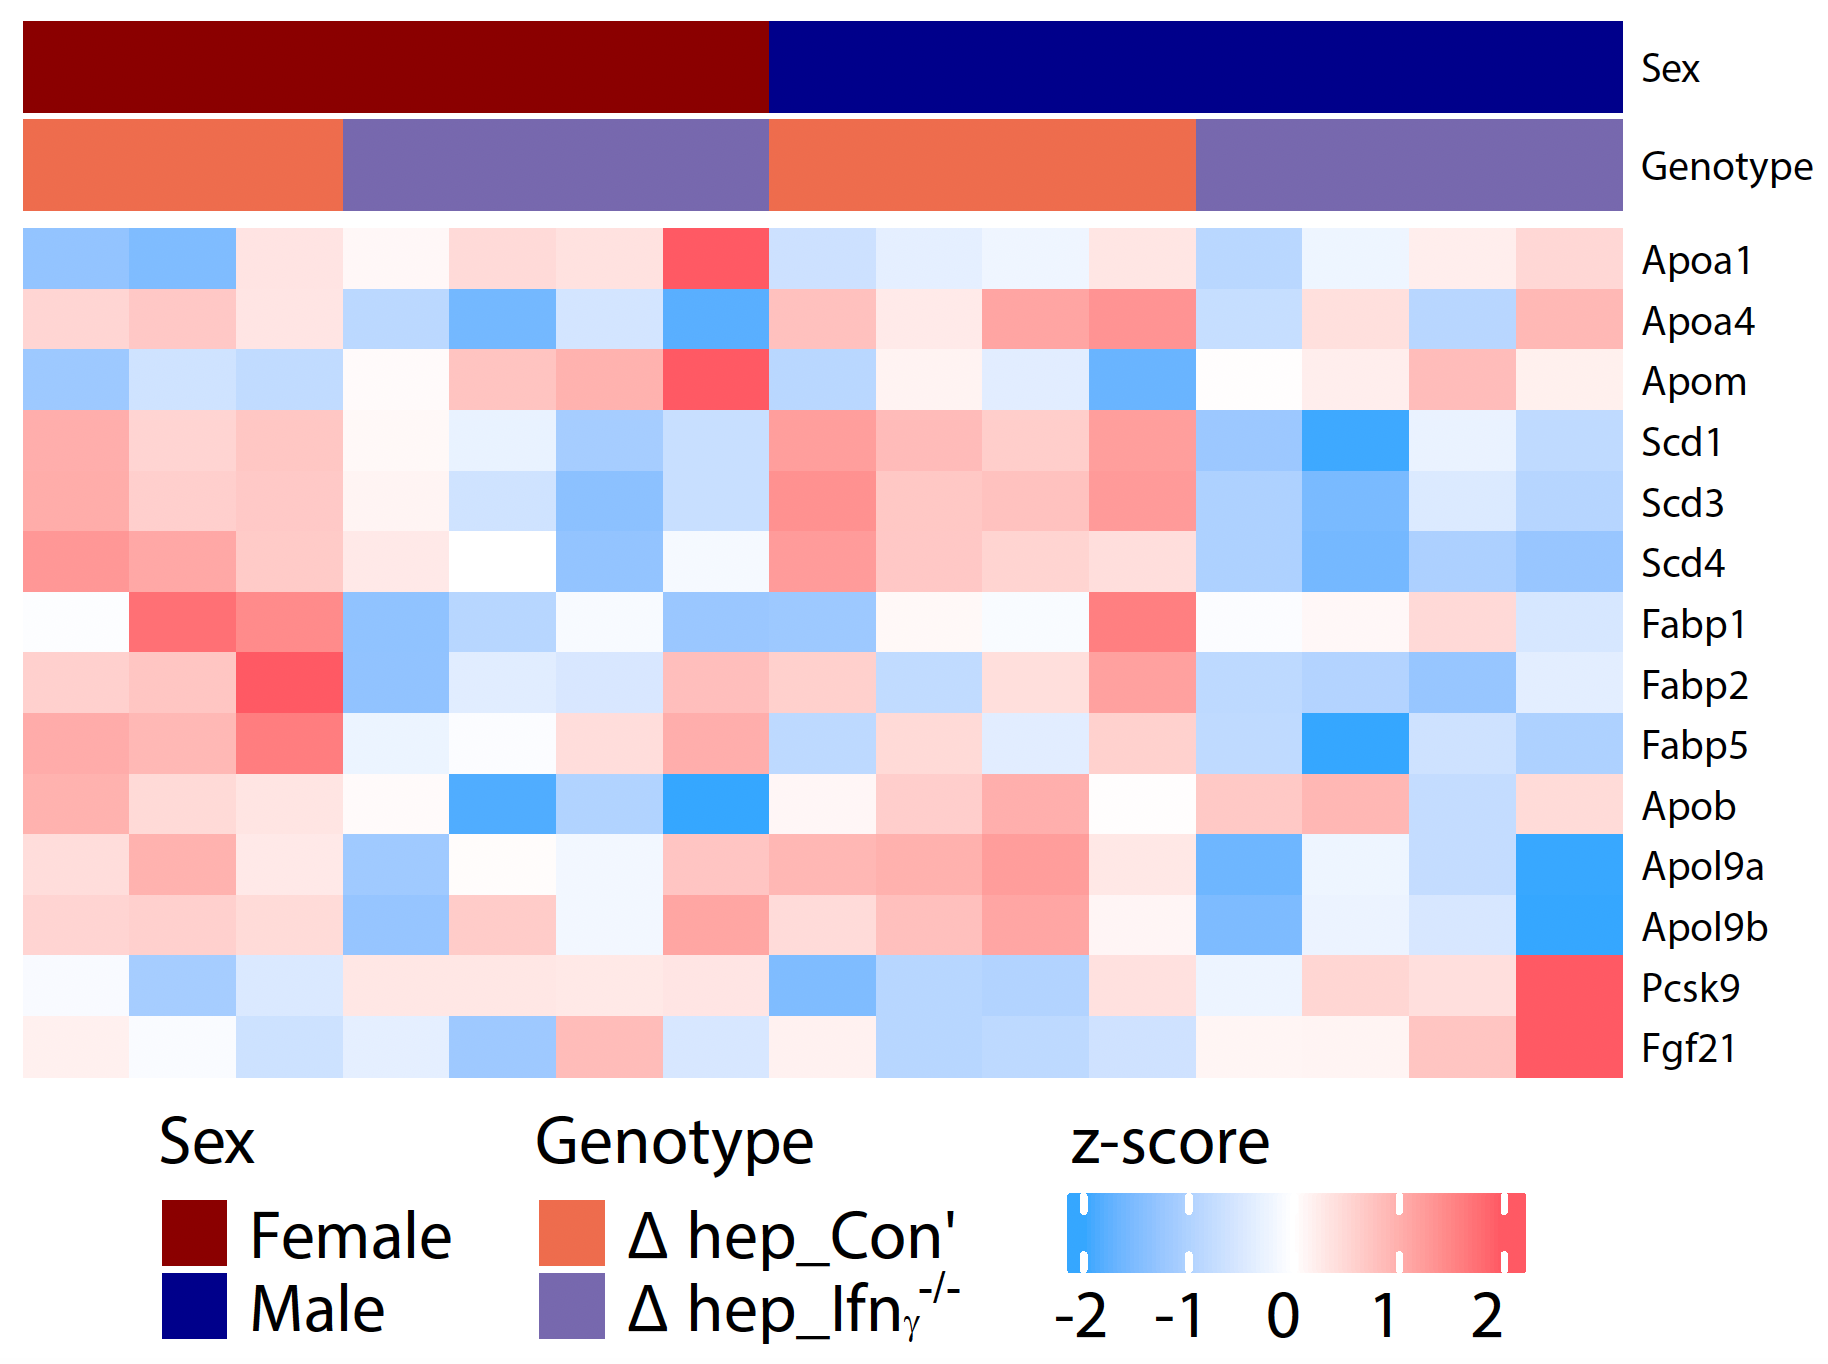 Sex
Genotype
Apoa1
Apoa4
Apom
Scd1
Scd3
Scd4
Fabp1
Fabp2
Fabp5
Apob
Apol9a
Apol9b
Pcsk9
Fgf21
Sex
Female
Male
Genotype
Δ hep_Con'
Δ hep_Ifnγ-/-
z-score
-2 -1 0 1 2